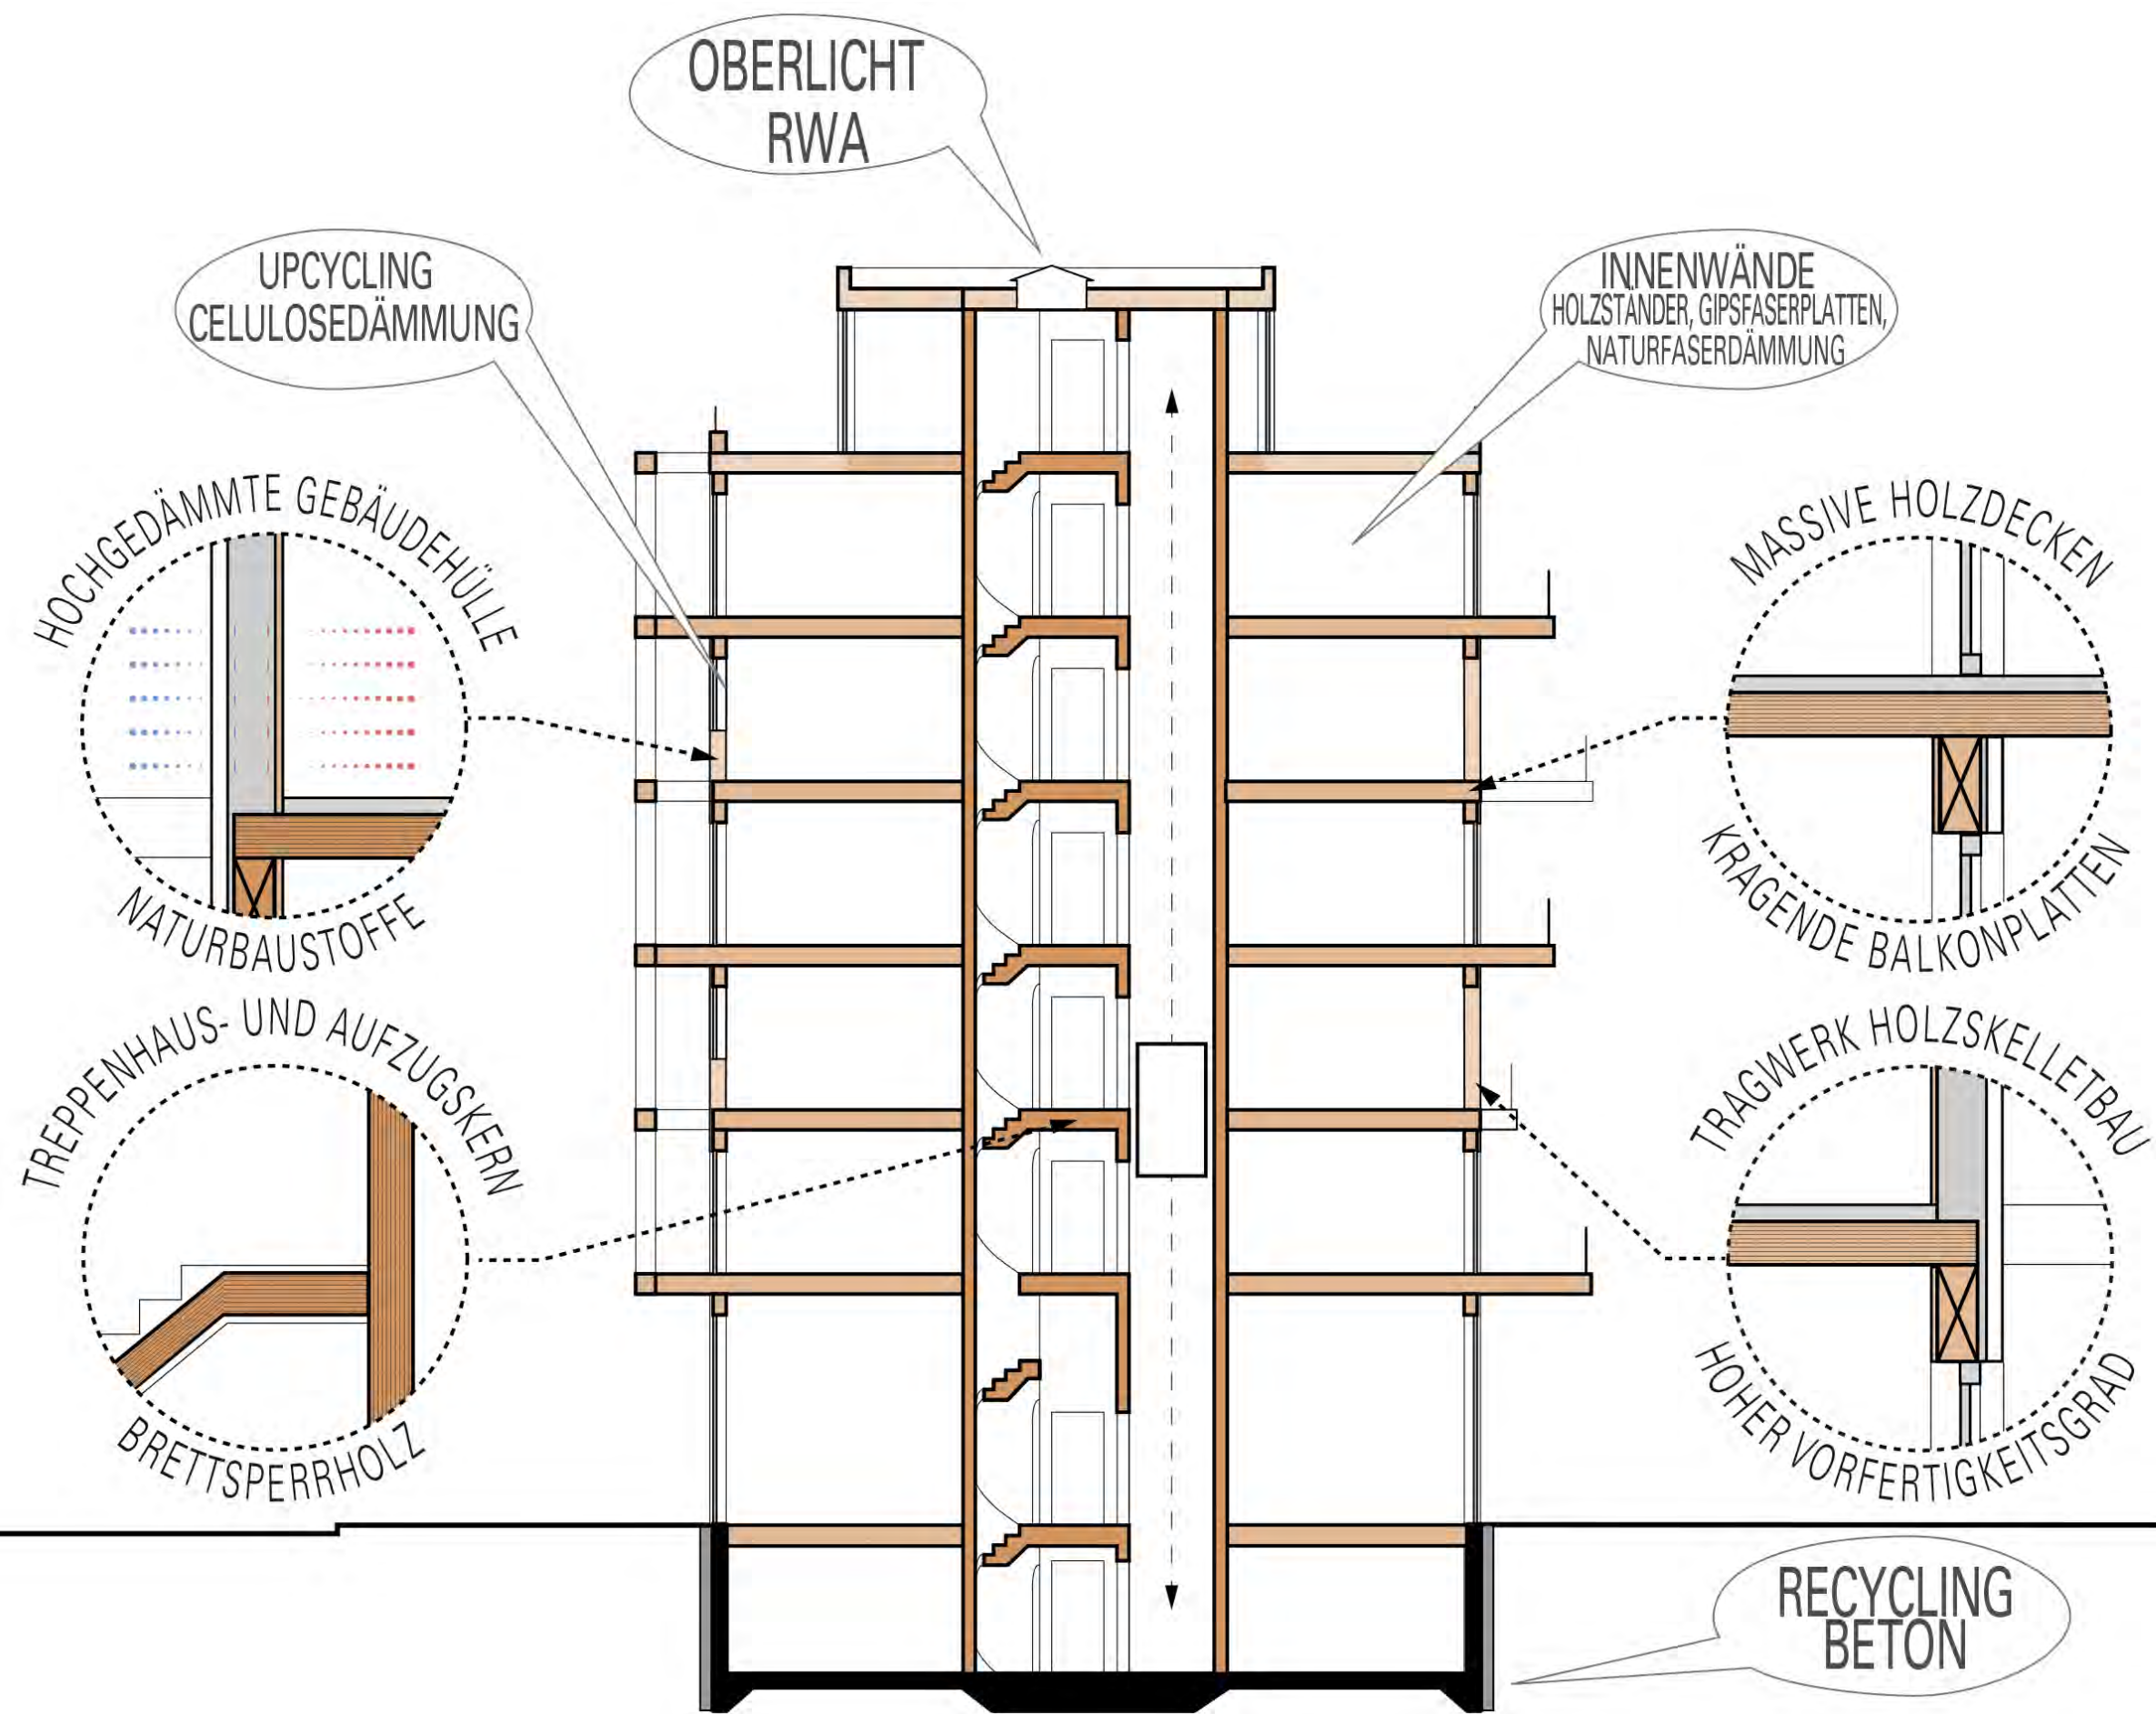 OBERLICHT
RWA
UPCYCLING
CELULOSEDÄMMUNG
INNENWÄNDE
HOLZSTÄNDER, GIPSFASERPLATTEN,
NATURFASERDÄMMUNG
HOCHGEDÄMMTE GEBÄUDEHÜLLE
NATURBAUSTOFFE
MASSIVE HOLZDECKEN
KRAGENDE BALKONPLATTEN
TREPPENHAUS- UND AUFZUGSKERN
BRETTSPERRHOLZ
TRAGWERK HOLZSKELLETBAU
HOHER VORFERTIGKEITSGRAD
RECYCLING
BETON